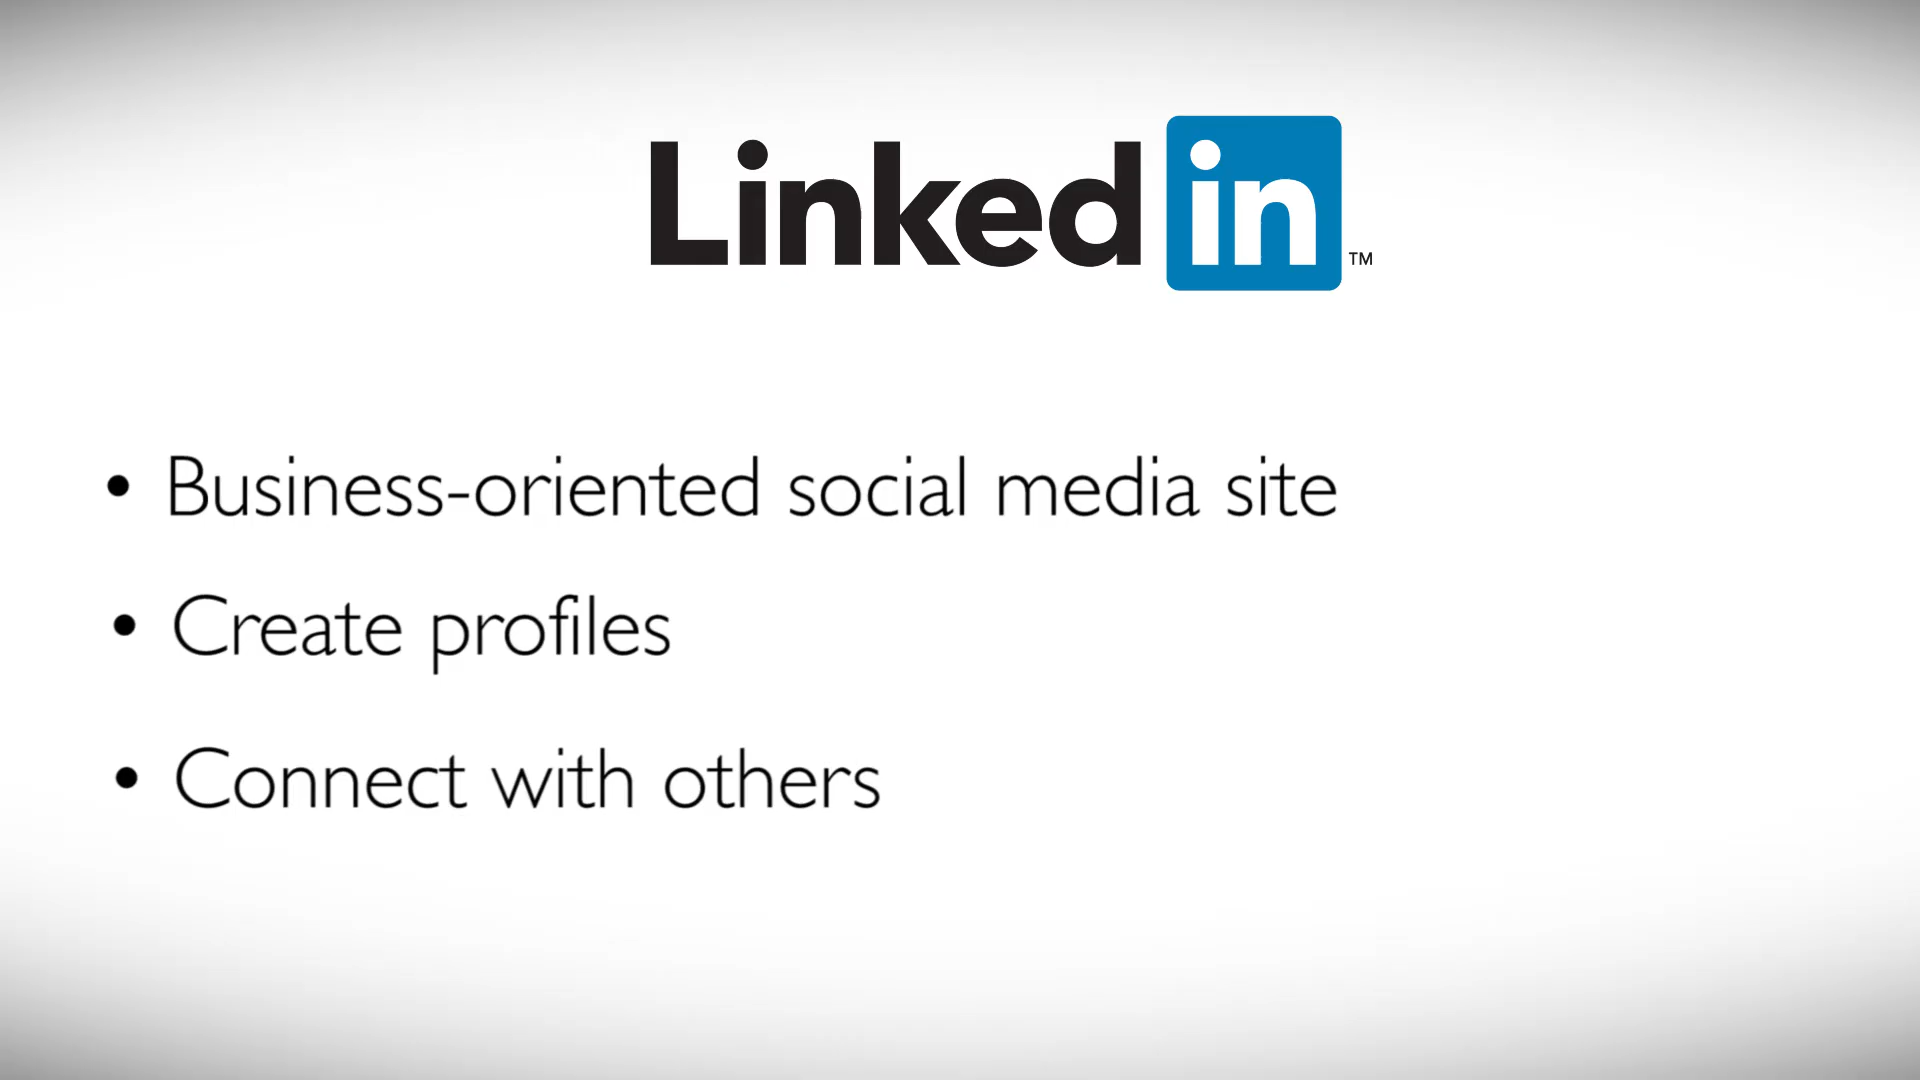 Linkedin™
• Business-oriented social media site
• Create profiles
• Connect with others